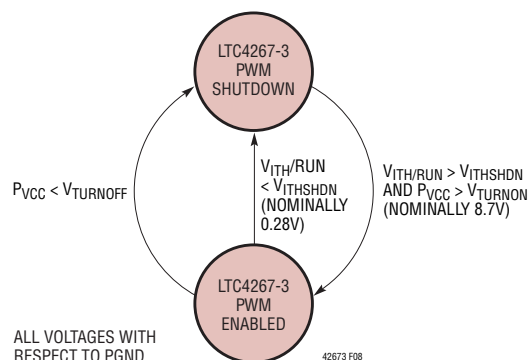 LTC4267-3
PWM
SHUTDOWN
PVCC < VTURNOFF
VITH/RUN
< VITHSHDN
(NOMINALLY
0.28V)
VITH/RUN > VITHSHDN
AND PVCC > VTURNON
(NOMINALLY 8.7V)
LTC4267-3
PWM
ENABLED
ALL VOLTAGES WITH
RESPECT TO PGND
42673 F08